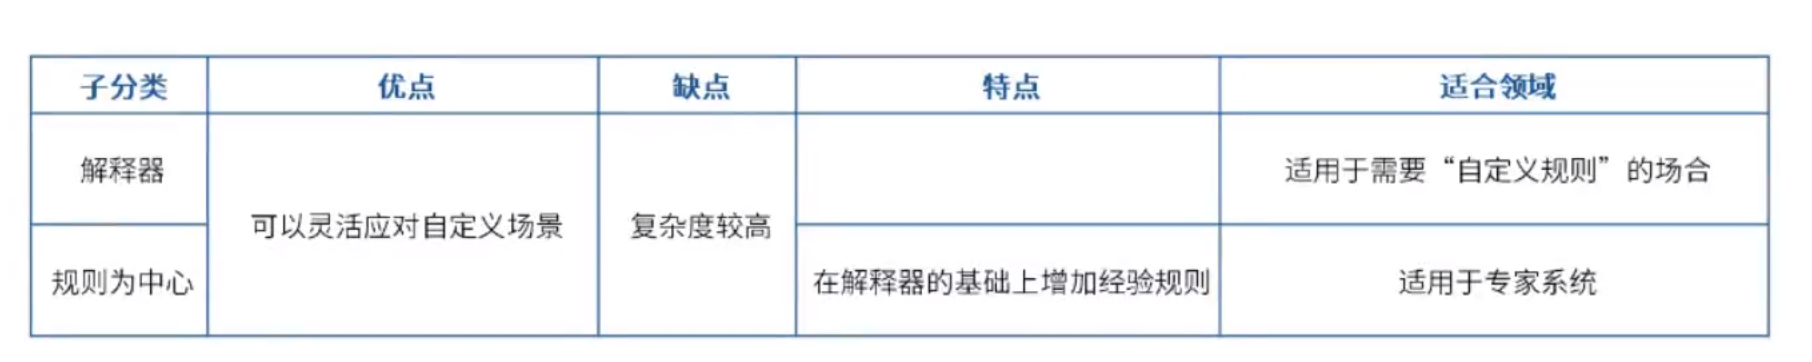 子分类 优点 缺点 特点 适合领域
解释器 适用于需要“自定义规则”的场合
可以灵活应对自定义场景 复杂度较高
规则为中心 在解释器的基础上增加经验规则 适用于专家系统